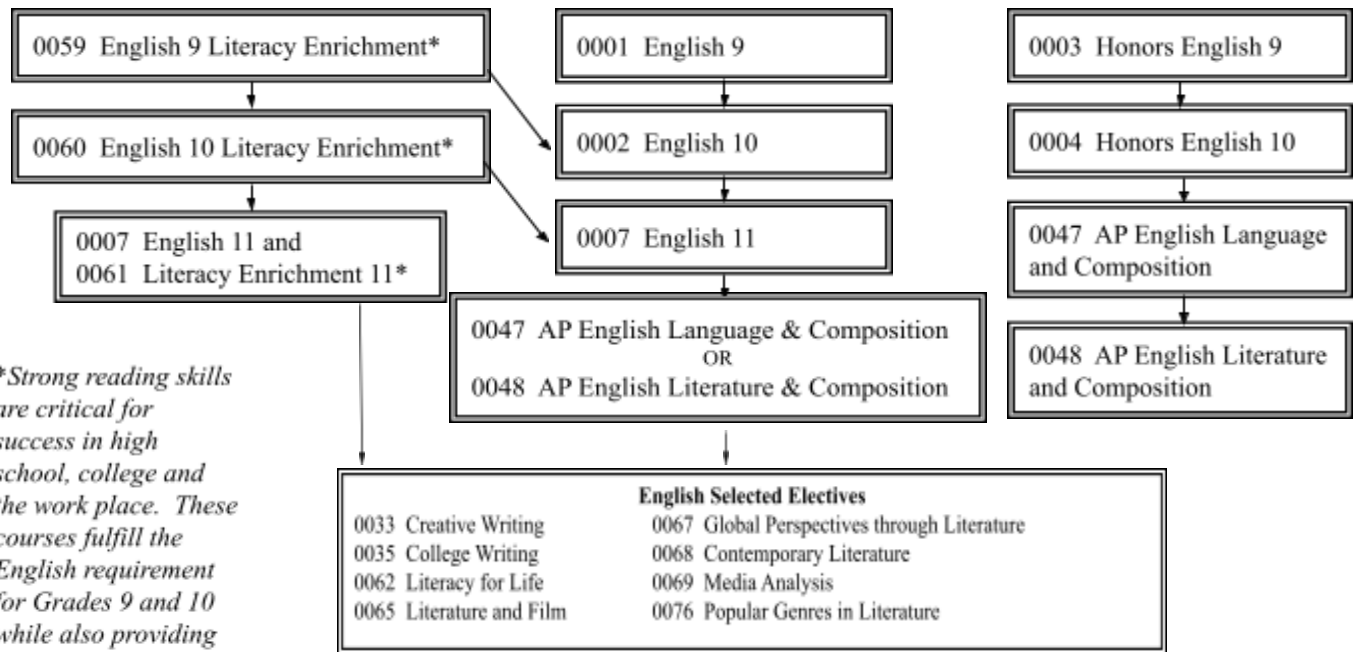 0059 English 9 Literacy Enrichment*
0001 English 9
0003 Honors English 9
0060 English 10 Literacy Enrichment*
0002 English 10
0004 Honors English 10
0007 English 11 and
0061 Literacy Enrichment 11*
0007 English 11
0047 AP English Language
and Composition
0047 AP English Language & Composition
OR
0048 AP English Literature & Composition
0048 AP English Literature
and Composition
*Strong reading skills
are critical for
success in high
school, college and
the work place. These
courses fulfill the
English requirement
for Grades 9 and 10
while also providing
English Selected Electives
0033 Creative Writing
0035 College Writing
0062 Literacy for Life
0065 Literature and Film
0067 Global Perspectives through Literature
0068 Contemporary Literature
0069 Media Analysis
0076 Popular Genres in Literature